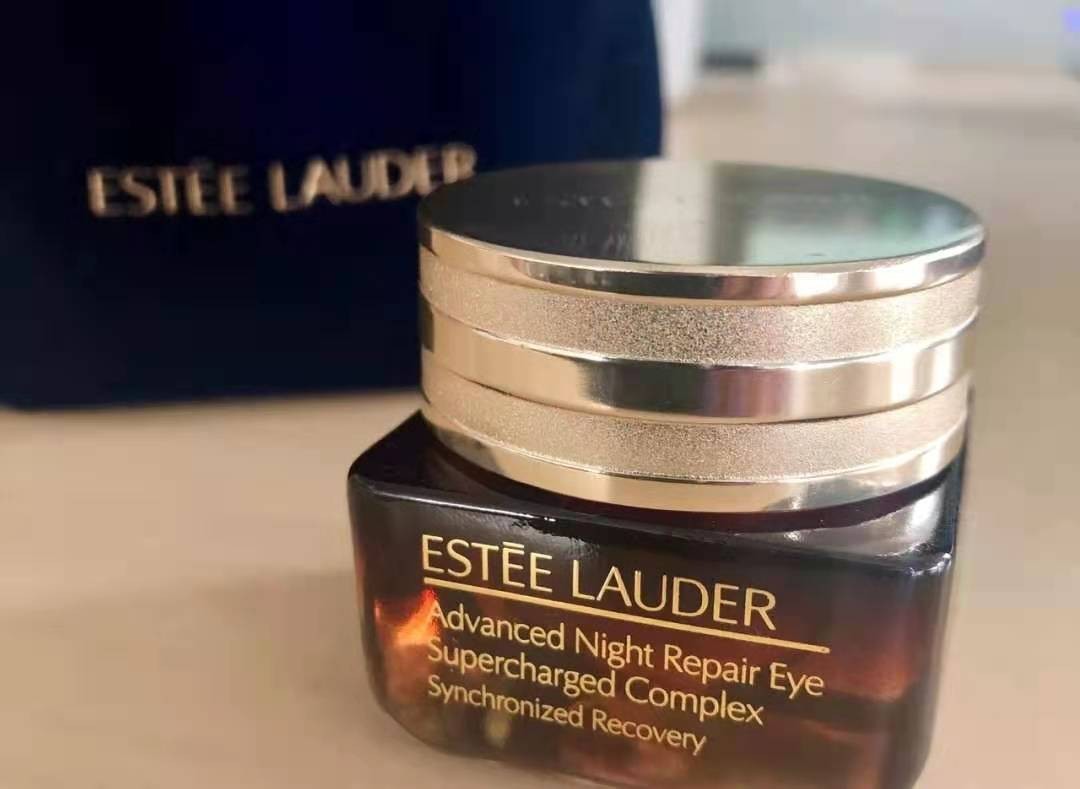 ESTĒE LAUDER
ESTĒE LAUDER
Advanced Night Repair Eye
Supercharged Complex
Synchronized Recovery